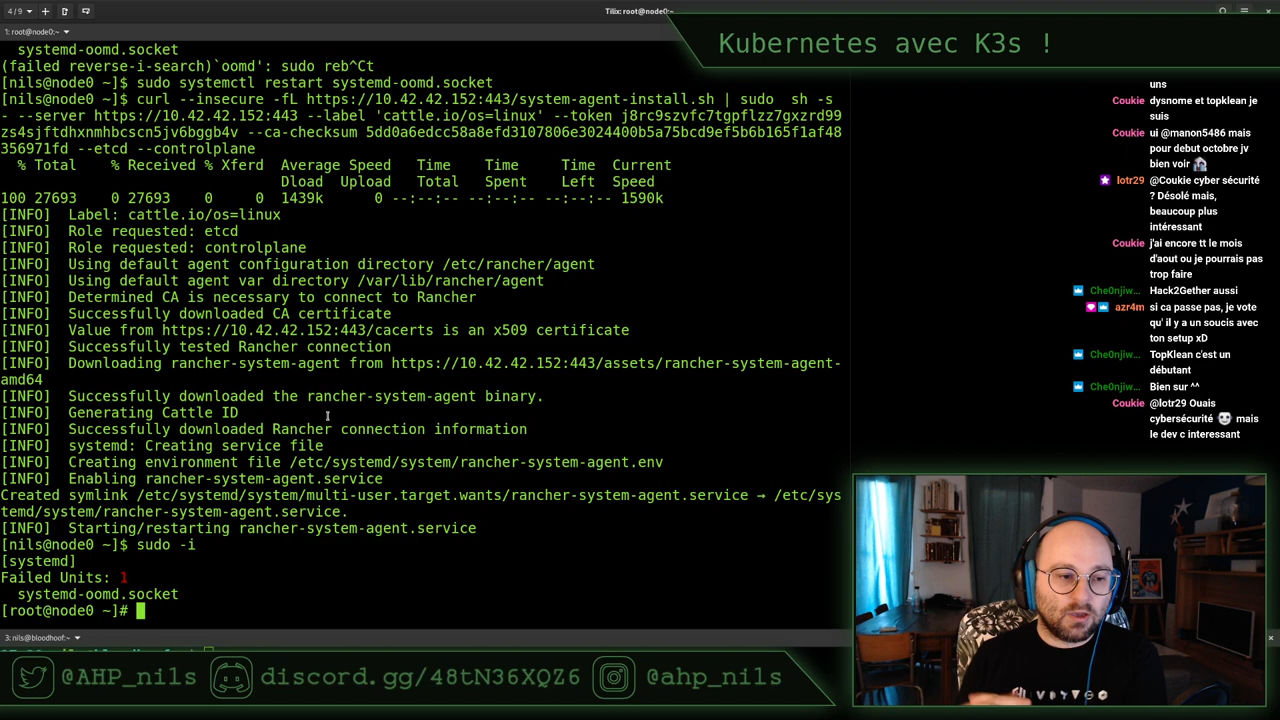 4 / 9
Tilix: root@node0:~
1: root@node0:~
Kubernetes avec K3s !
systemd-oomd.socket
(failed reverse-i-search)`oomd': sudo reb^Ct
[nils@node0 ~]$ sudo systemctl restart systemd-oomd.socket
[nils@node0 ~]$ curl --insecure -fL https://10.42.42.152:443/system-agent-install.sh | sudo  sh -s
- --server https://10.42.42.152:443 --label 'cattle.io/os=linux' --token j8rc9szvfc7tgpflzz7gxzrd99
zs4sjftdhxnmhbcscn5jv6bggb4v --ca-checksum 5dd0a6edcc58a8efd3107806e3024400b5a75bcd9ef5b6b165f1af48
356971fd --etcd --controlplane
% Total    % Received % Xferd  Average Speed   Time    Time     Time  Current
Dload  Upload   Total   Spent    Left  Speed
100 27693    0 27693    0     0  1439k      0 --:--:-- --:--:-- --:--:-- 1590k
[INFO]  Label: cattle.io/os=linux
[INFO]  Role requested: etcd
[INFO]  Role requested: controlplane
[INFO]  Using default agent configuration directory /etc/rancher/agent
[INFO]  Using default agent var directory /var/lib/rancher/agent
[INFO]  Determined CA is necessary to connect to Rancher
[INFO]  Successfully downloaded CA certificate
[INFO]  Value from https://10.42.42.152:443/cacerts is an x509 certificate
[INFO]  Successfully tested Rancher connection
[INFO]  Downloading rancher-system-agent from https://10.42.42.152:443/assets/rancher-system-agent-
amd64
[INFO]  Successfully downloaded the rancher-system-agent binary.
[INFO]  Generating Cattle ID
[INFO]  Successfully downloaded Rancher connection information
[INFO]  systemd: Creating service file
[INFO]  Creating environment file /etc/systemd/system/rancher-system-agent.env
[INFO]  Enabling rancher-system-agent.service
Created symlink /etc/systemd/system/multi-user.target.wants/rancher-system-agent.service → /etc/sys
temd/system/rancher-system-agent.service.
[INFO]  Starting/restarting rancher-system-agent.service
[nils@node0 ~]$ sudo -i
[systemd]
Failed Units: 1
systemd-oomd.socket
[root@node0 ~]#
3: nils@bloodhoof:~
uns
Coukie dysnome et topklean je
suis
Coukie ui @manon5486 mais
pour debut octobre jv
bien voir
lotr29 @Coukie cyber sécurité
? Désolé mais,
beaucoup plus
intéressant
Coukie j'ai encore tt le mois
d'aout ou je pourrais pas
trop faire
Che0njiw... Hack2Gether aussi
azr4m si ca passe pas, je vote
qu' il y a un soucis avec
ton setup xD
Che0njiw... TopKlean c'est un
débutant
Che0njiw... Bien sur ^^
Coukie @lotr29 Ouais
cybersécurité mais
le dev c interessant
@AHP_nils
discord.gg/48tN36XQZ6
@ahp_nils